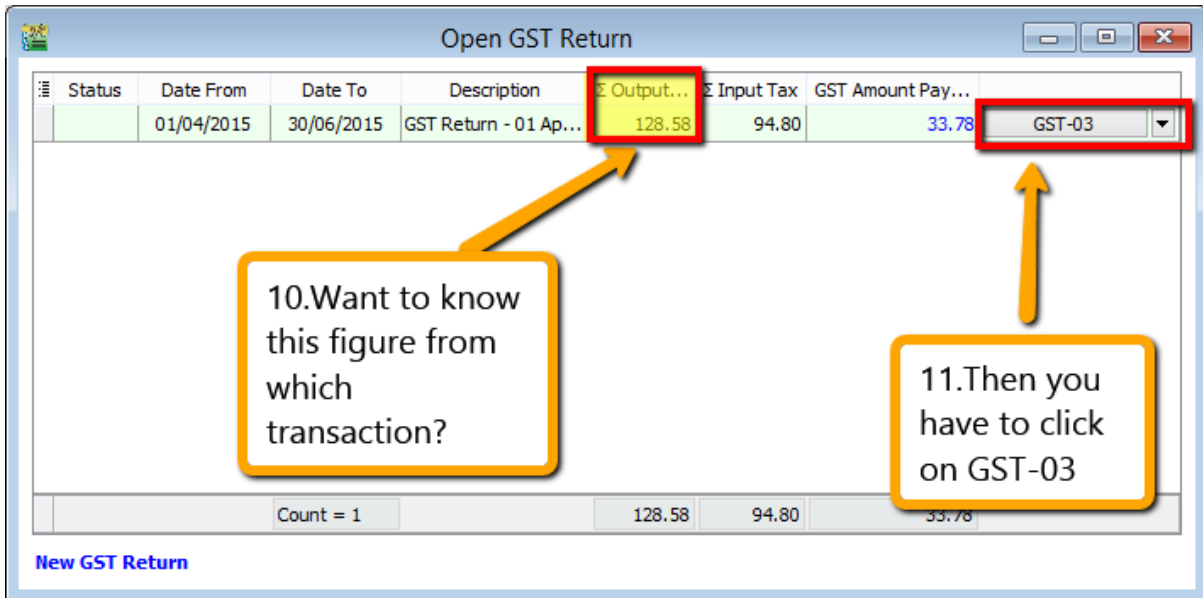 Open GST Return
Status Date From Date To Description Σ Output... Σ Input Tax GST Amount Pay...
01/04/2015 30/06/2015 GST Return - 01 Ap... 128.58 94.80 33.78 GST-03
10.Want to know
this figure from
which
transaction?
11.Then you
have to click
on GST-03
Count = 1 128.58 94.80 33.78
New GST Return